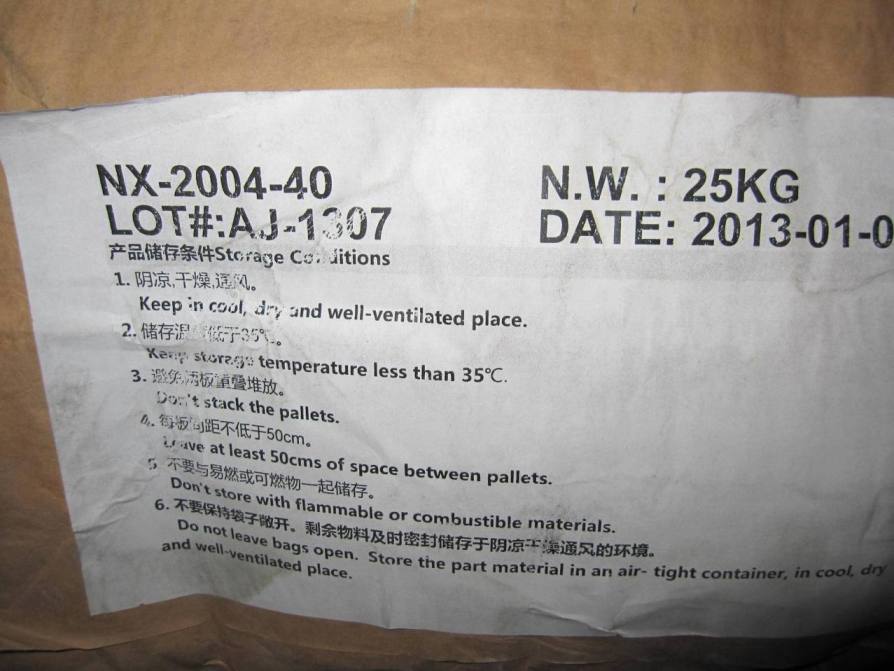 NX-2004-40
N.W. : 25KG
LOT#:AJ-1307
DATE: 2013-01-0
产品储存条件Storage Conditions
1. 阴凉,干燥,通风。
Keep in cool, dry and well-ventilated place.
2. 储存温度低于35℃。
Keep storage temperature less than 35℃.
3. 避免两板重叠堆放。
Don't stack the pallets.
4. 每板间距不低于50cm。
Leave at least 50cms of space between pallets.
5 不要与易燃或可燃物一起储存。
Don't store with flammable or combustible materials.
6. 不要保持袋子敞开。剩余物料及时密封储存于阴凉干燥通风的环境。
Do not leave bags open. Store the part material in an air- tight container, in cool, dry
and well-ventilated place.